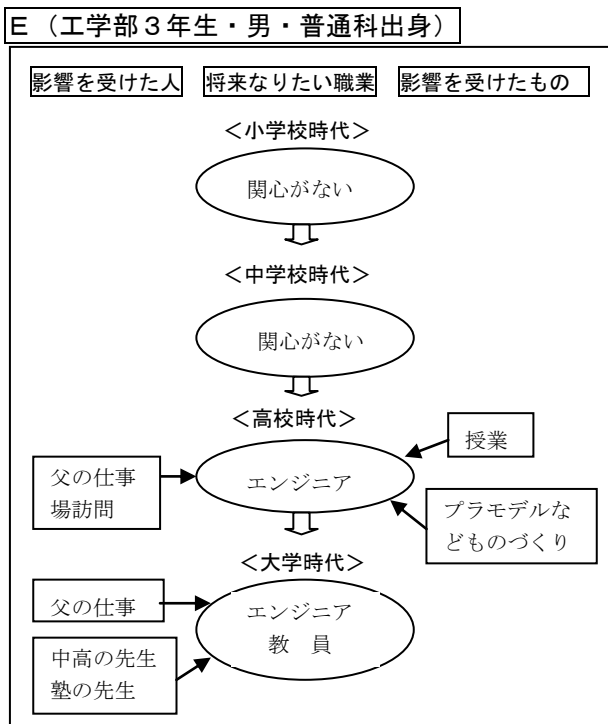 E（工学部３年生・男・普通科出身）
影響を受けた人 将来なりたい職業 影響を受けたもの
＜小学校時代＞
関心がない
＜中学校時代＞
関心がない
＜高校時代＞
授業
父の仕事
場訪問
エンジニア
プラモデルな
どものづくり
＜大学時代＞
父の仕事
エンジニア
教　員
中高の先生
塾の先生